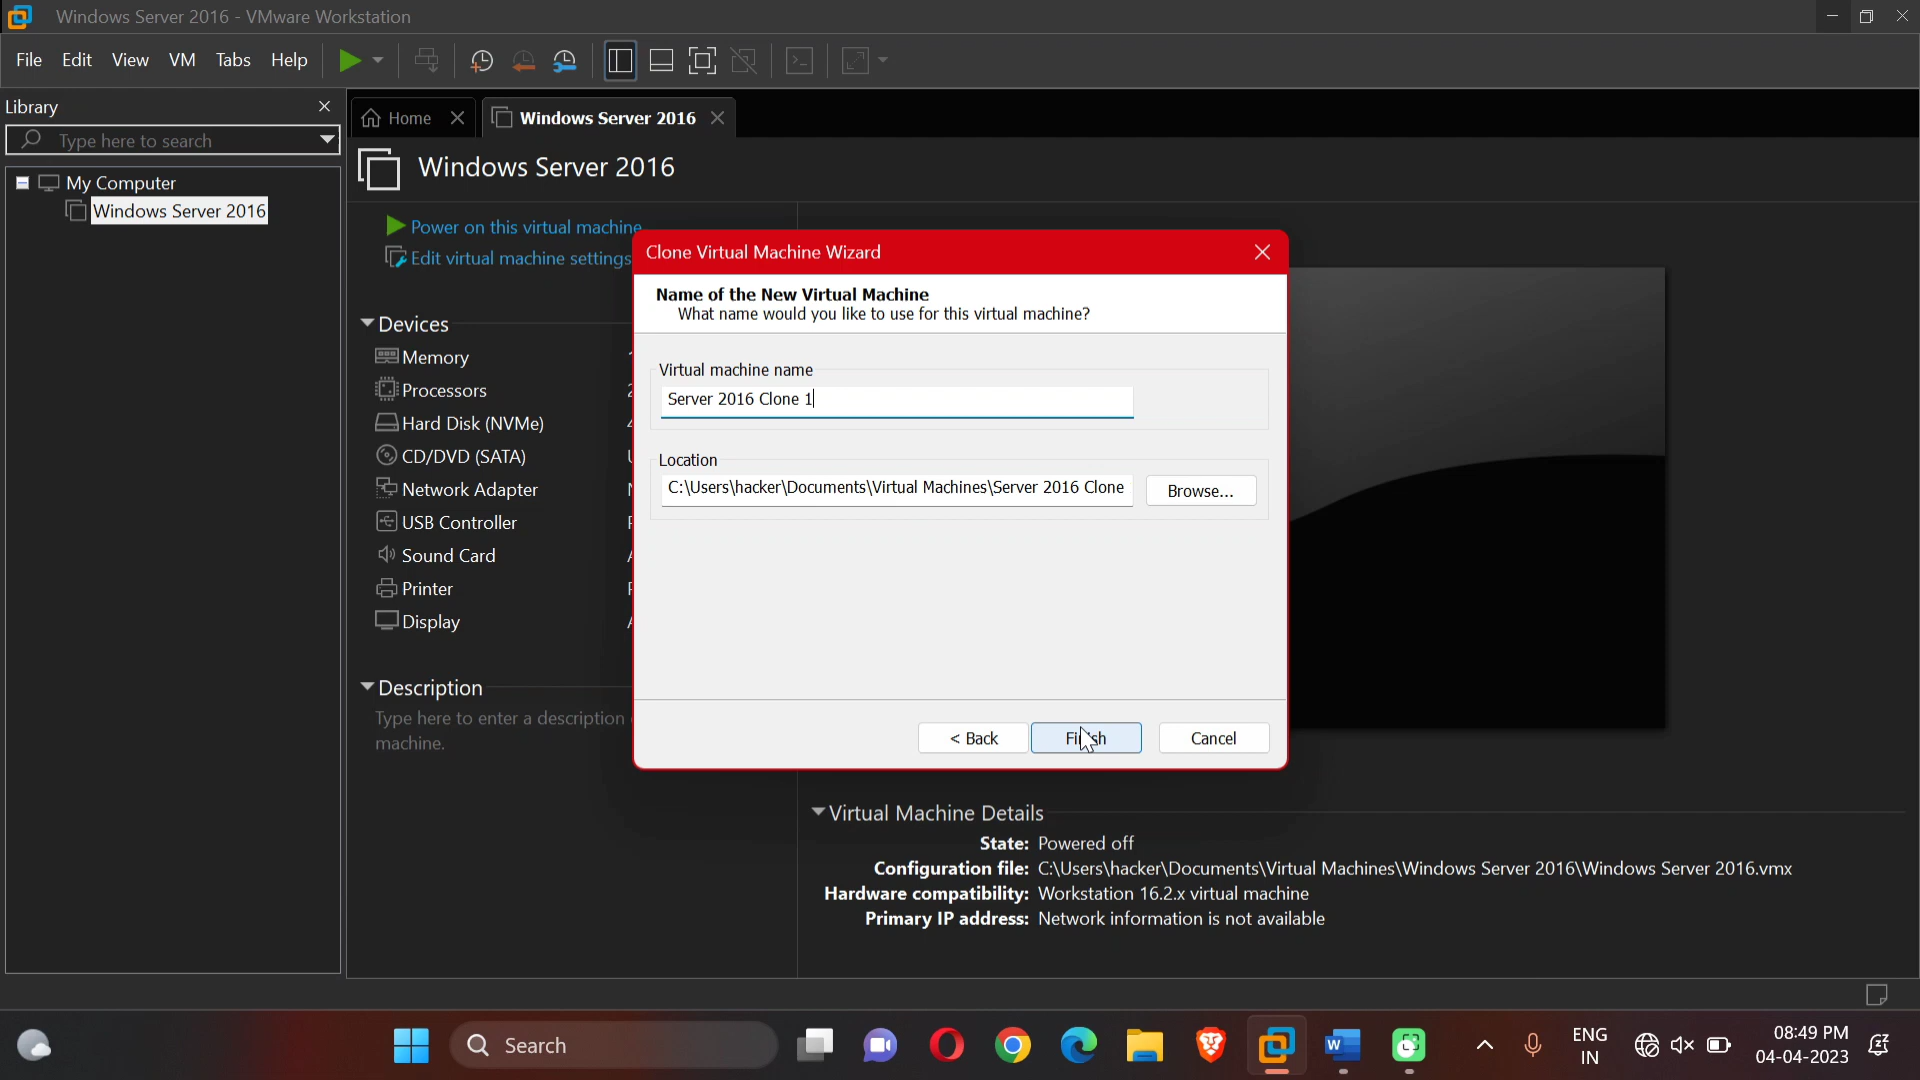 Windows Server 2016 - VMware Workstation
File Edit View VM Tabs Help
Library
Type here to search
My Computer
Windows Server 2016
Home
Windows Server 2016
Windows Server 2016
Power on this virtual machine
Edit virtual machine settings
Devices
Memory
Processors
Hard Disk (NVMe)
CD/DVD (SATA)
Network Adapter
USB Controller
Sound Card
Printer
Display
Description
Type here to enter a description
machine.
Clone Virtual Machine Wizard
Name of the New Virtual Machine
What name would you like to use for this virtual machine?
Virtual machine name
Server 2016 Clone 1
Location
C:\Users\hacker\Documents\Virtual Machines\Server 2016 Clone
Browse...
< Back Finish Cancel
Virtual Machine Details
State: Powered off
Configuration file: C:\Users\hacker\Documents\Virtual Machines\Windows Server 2016\Windows Server 2016.vmx
Hardware compatibility: Workstation 16.2.x virtual machine
Primary IP address: Network information is not available
Search
ENG
IN
08:49 PM
04-04-2023